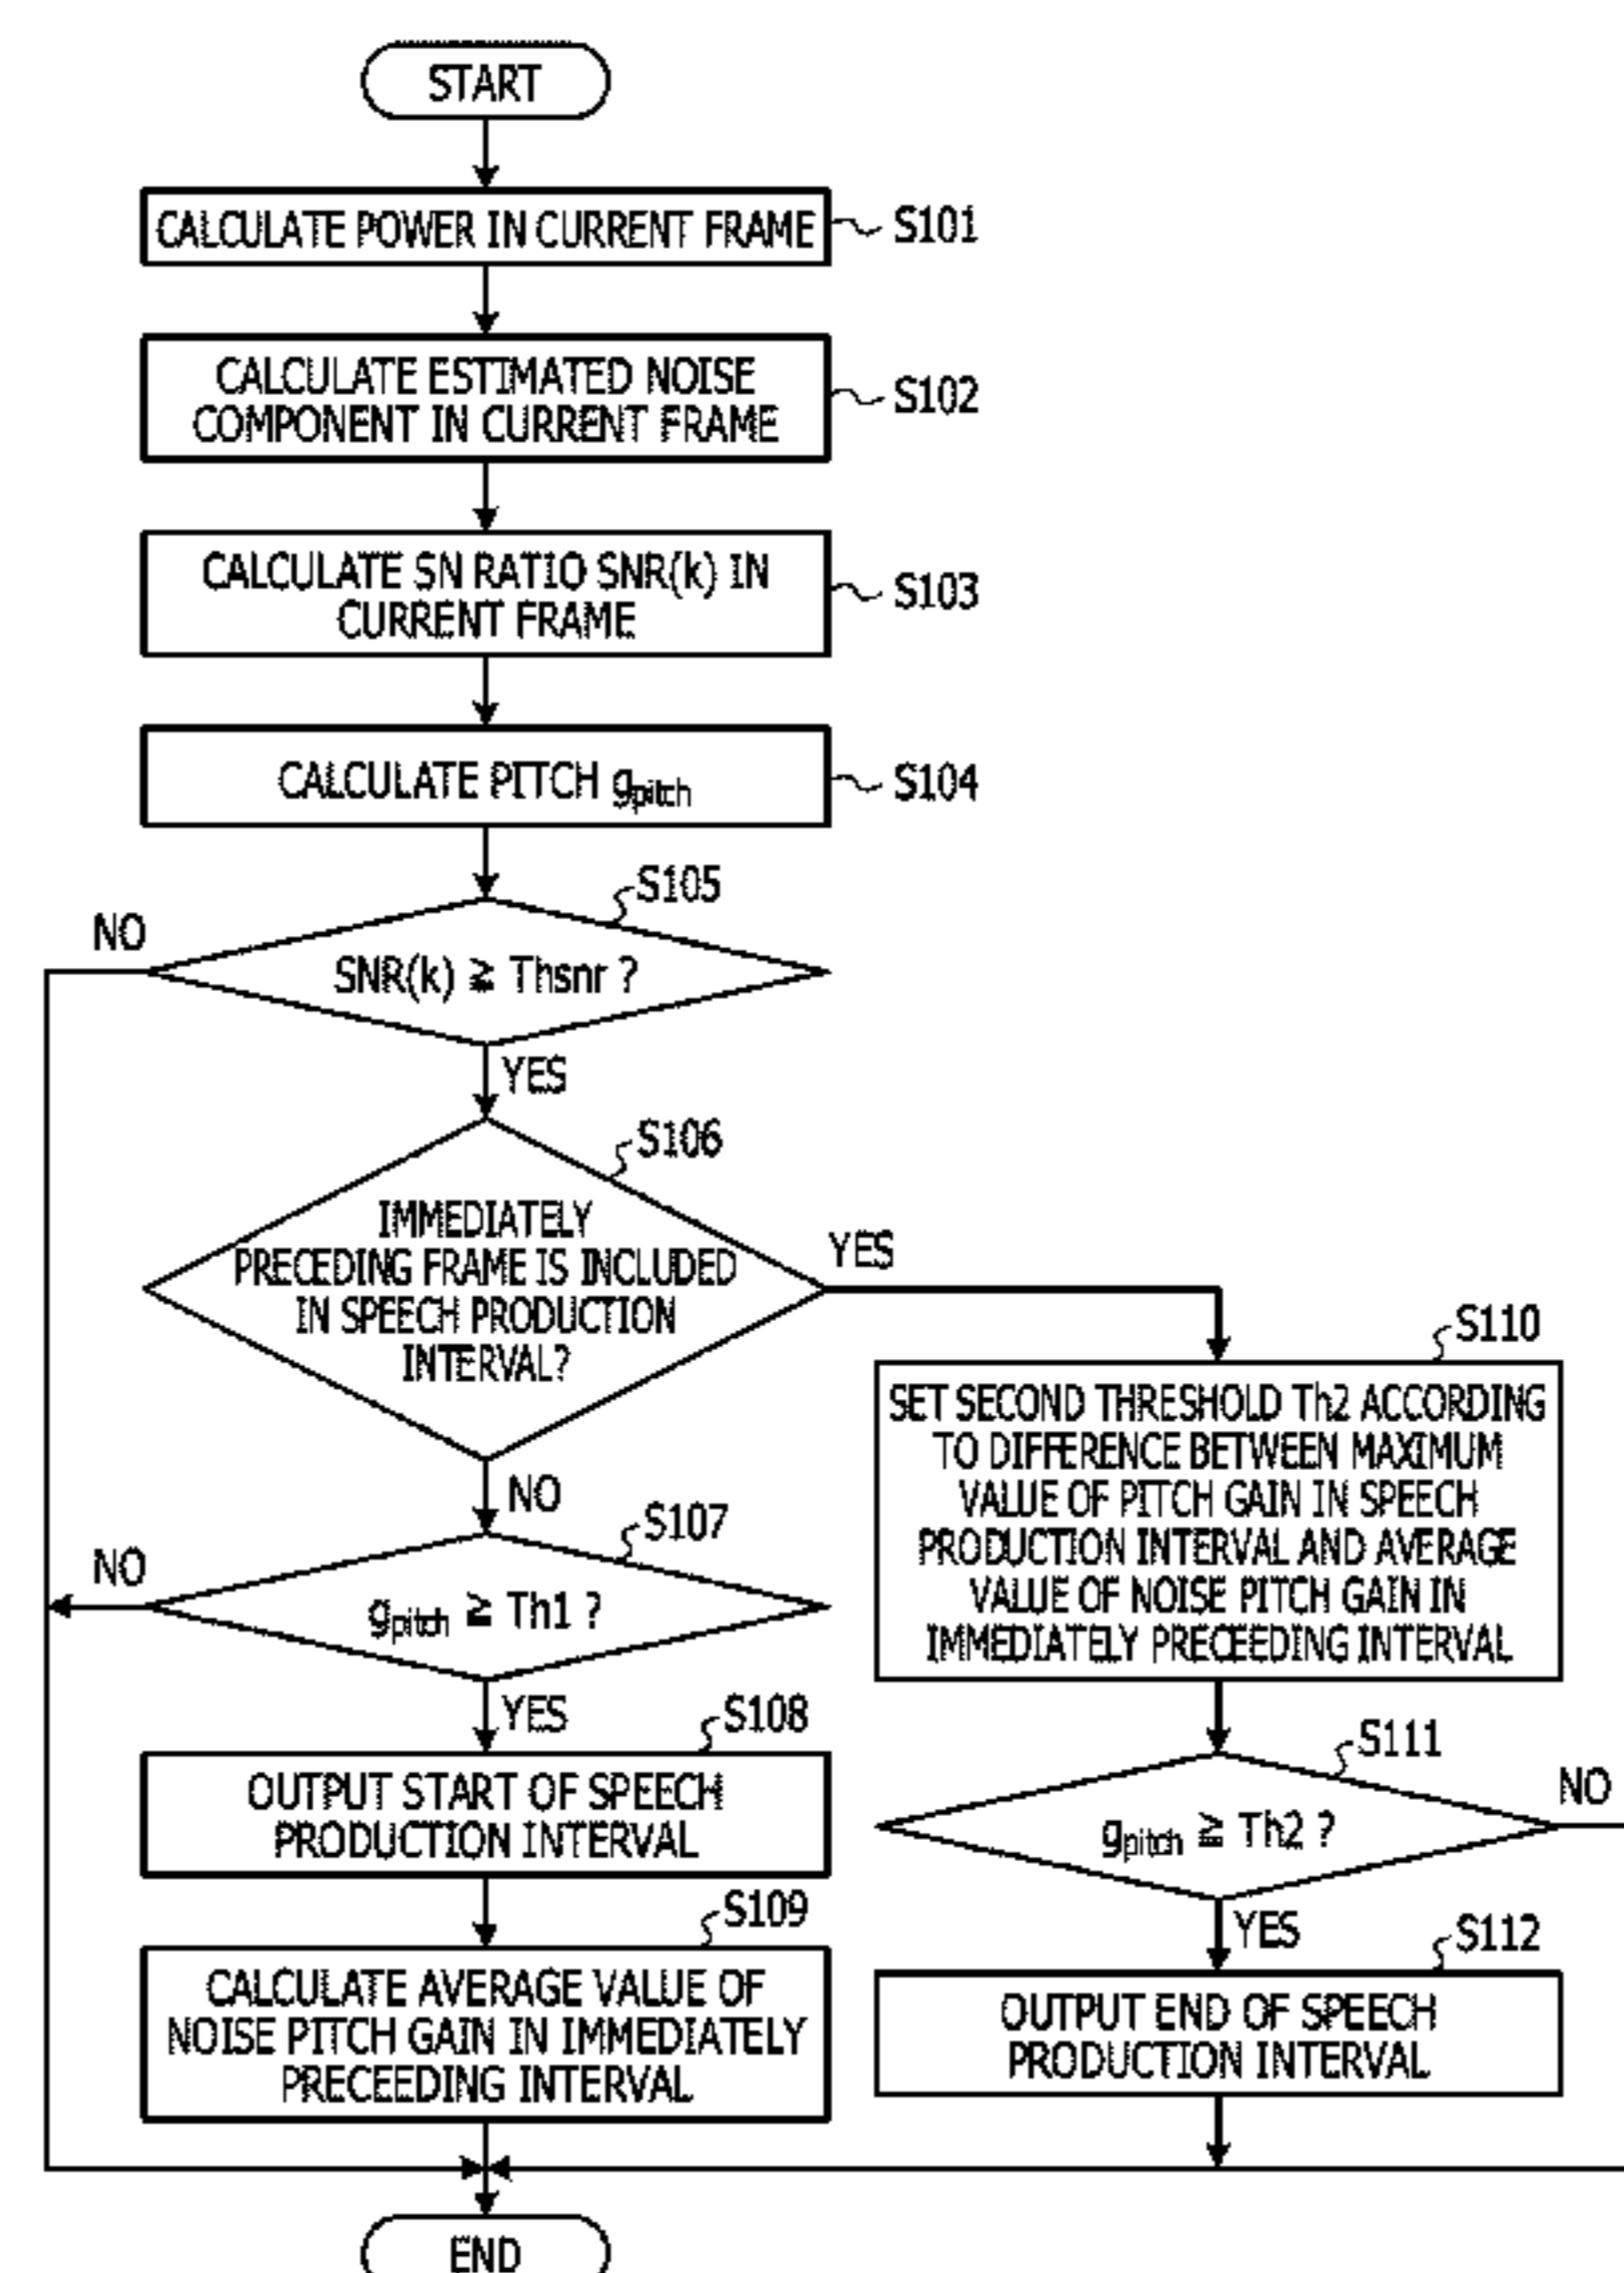 START
CALCULATE POWER IN CURRENT FRAME
S101
CALCULATE ESTIMATED NOISE
COMPONENT IN CURRENT FRAME
S102
CALCULATE SN RATIO SNR(k) IN
CURRENT FRAME
S103
CALCULATE PITCH gpitch
S104
S105
NO
SNR(k) ≧ Thsnr ?
YES
S106
IMMEDIATELY
PRECEDING FRAME IS INCLUDED
IN SPEECH PRODUCTION
INTERVAL?
YES
NO
S107
NO
gpitch ≧ Th1 ?
YES
S108
OUTPUT START OF SPEECH
PRODUCTION INTERVAL
S109
CALCULATE AVERAGE VALUE OF
NOISE PITCH GAIN IN IMMEDIATELY
PRECEEDING INTERVAL
S110
SET SECOND THRESHOLD Th2 ACCORDING
TO DIFFERENCE BETWEEN MAXIMUM
VALUE OF PITCH GAIN IN SPEECH
PRODUCTION INTERVAL AND AVERAGE
VALUE OF NOISE PITCH GAIN IN
IMMEDIATELY PRECEEDING INTERVAL
S111
NO
gpitch ≧ Th2 ?
YES
S112
OUTPUT END OF SPEECH
PRODUCTION INTERVAL
END